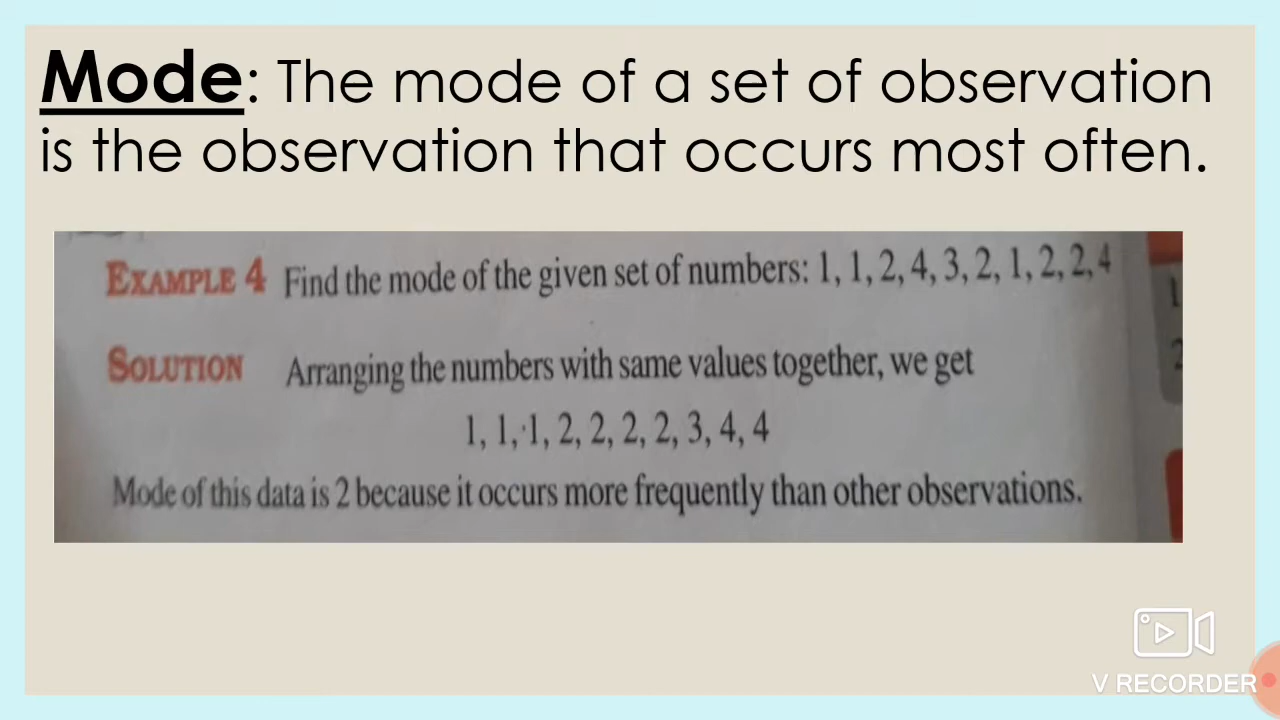 Mode: The mode of a set of observation
is the observation that occurs most often.
EXAMPLE 4 Find the mode of the given set of numbers: 1, 1, 2, 4, 3, 2, 1, 2, 2, 4
SOLUTION Arranging the numbers with same values together, we get
1, 1, 1, 2, 2, 2, 2, 3, 4, 4
Mode of this data is 2 because it occurs more frequently than other observations.
V RECORDER